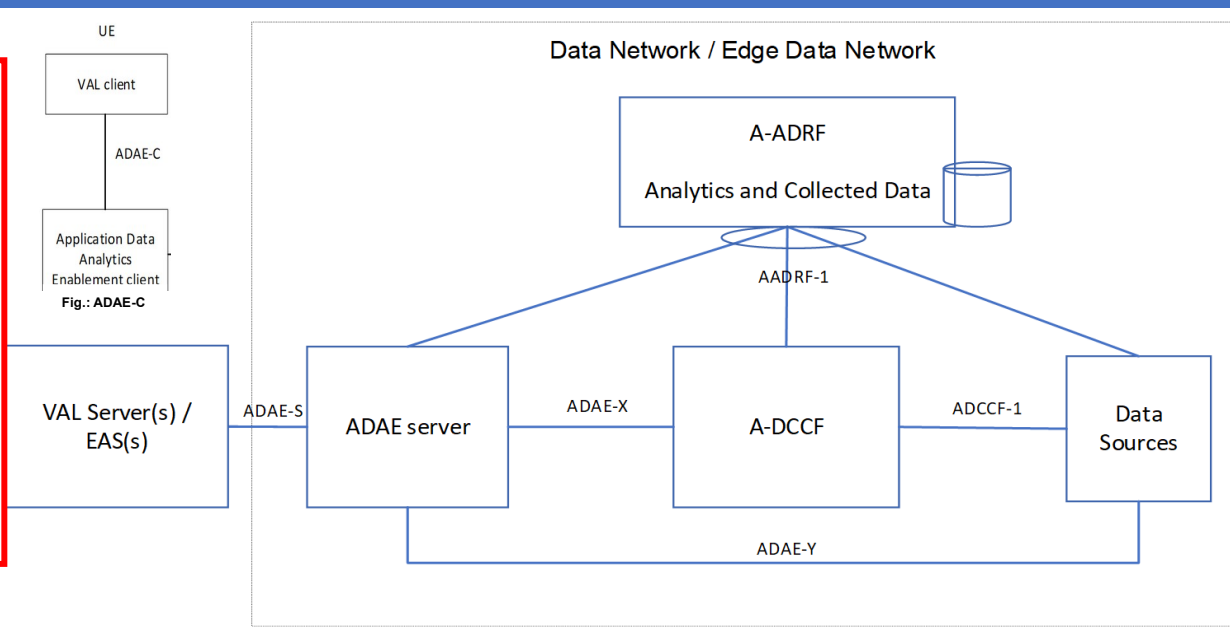 UE
VAL client
ADAE-C
Application Data
Analytics
Enablement client
Fig.: ADAE-C
Data Network / Edge Data Network
A-ADRF
Analytics and Collected Data
AADRF-1
VAL Server(s) /
EAS(s)
ADAE-S
ADAE server
ADAE-X
A-DCCF
ADCCF-1
Data
Sources
ADAE-Y